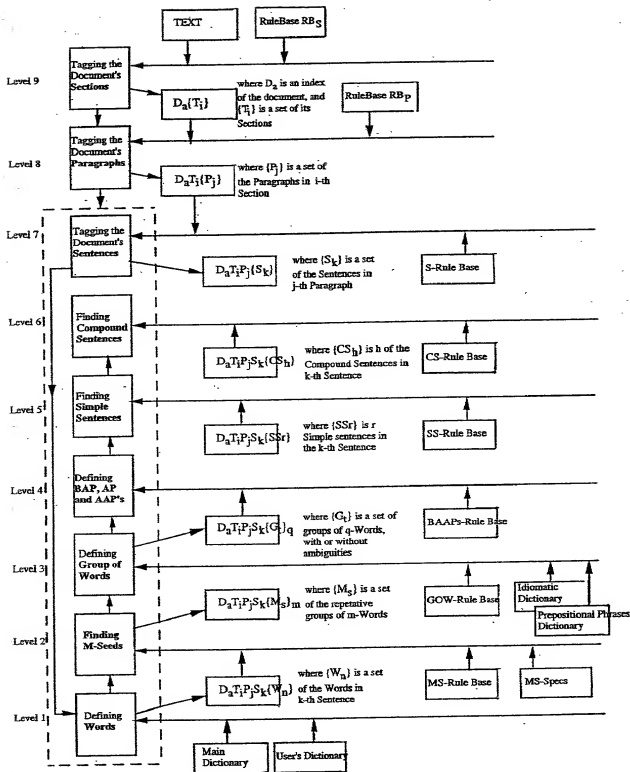 TEXT
RuleBase RBS
Level 9
Tagging the
Document's
Sections
Da{Ti}
where Da is an index
of the document, and
{Ti} is a set of its
Sections
RuleBase RBP
Level 8
Tagging the
Document's
Paragraphs
DaTi{Pj}
where {Pj} is a set of
the Paragraphs in i-th
Section
Level 7
Tagging the
Document's
Sentences
DaTiPj{Sk}
where {Sk} is a set
of the Sentences in
j-th Paragraph
S-Rule Base
Level 6
Finding
Compound
Sentences
DaTiPjSk{CSh}
where {CSh} is h of the
Compound Sentences in
k-th Sentence
CS-Rule Base
Level 5
Finding
Simple
Sentences
DaTiPjSk{SSr}
where {SSr} is r
Simple sentences in
the k-th Sentence
SS-Rule Base
Level 4
Defining
BAP, AP
and AAP's
DaTiPjSk{Gt}q
where {Gt} is a set of
groups of q-Words,
with or without
ambiguities
BAAPs-Rule Base
Level 3
Defining
Group of
Words
DaTiPjSk{Ms}m
where {Ms} is a set
of the repetative
groups of m-Words
GOW-Rule Base
Idiomatic
Dictionary
Prepositional Phrases
Dictionary
Level 2
Finding
M-Seeds
DaTiPjSk{Wn}
where {Wn} is a set
of the Words in
k-th Sentence
MS-Rule Base
MS-Specs
Level 1
Defining
Words
Main
Dictionary
User's Dictionary